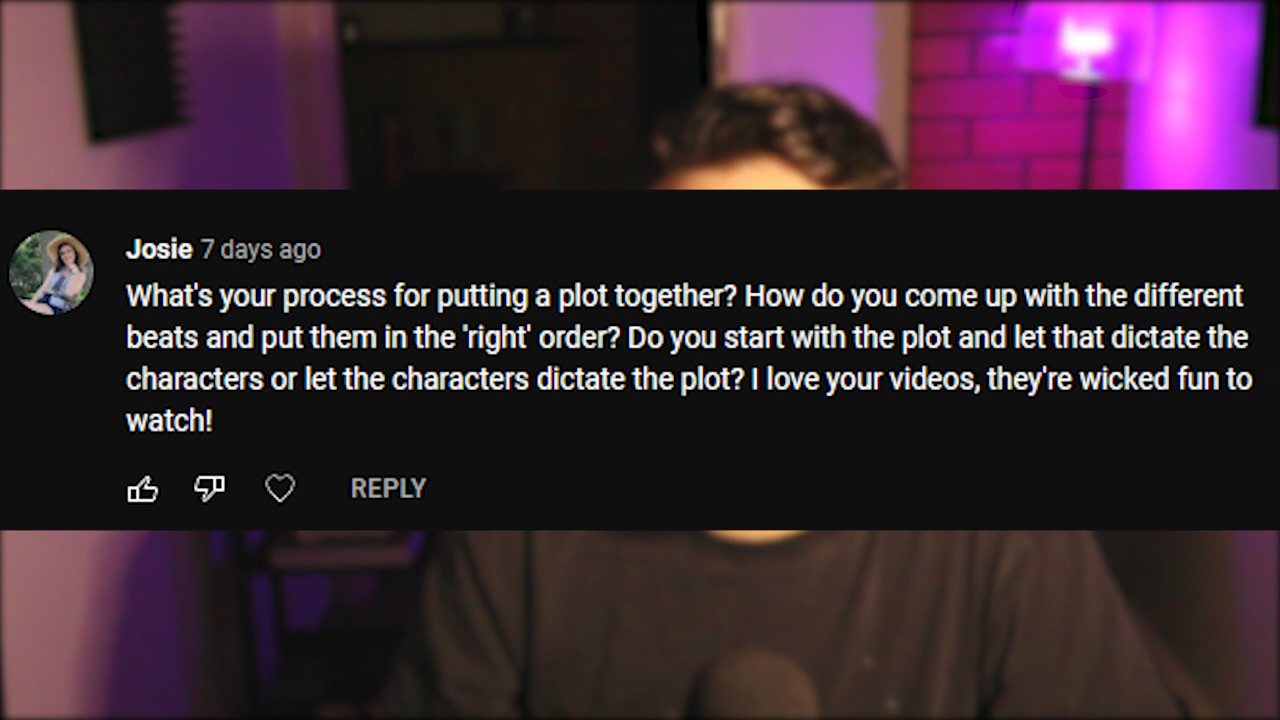 Josie 7 days ago
What's your process for putting a plot together? How do you come up with the different
beats and put them in the 'right' order? Do you start with the plot and let that dictate the
characters or let the characters dictate the plot? I love your videos, they're wicked fun to
watch!
REPLY